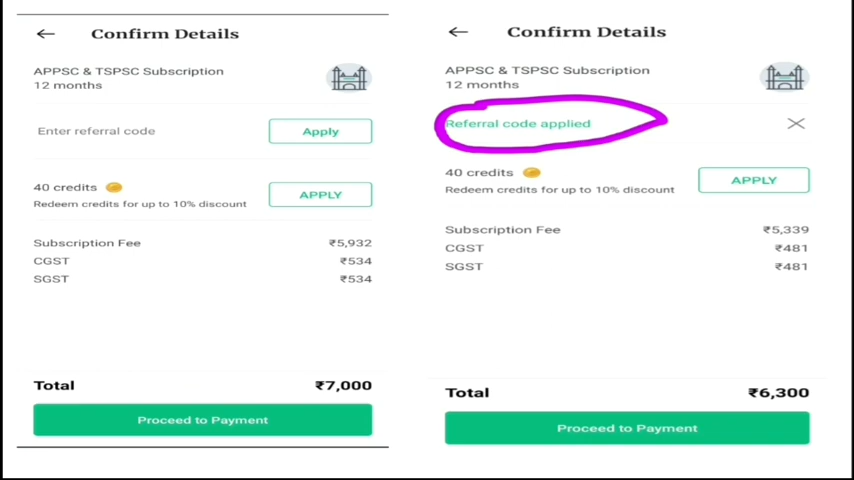 Confirm Details
APPSC & TSPSC Subscription
12 months
Enter referral code
Apply
40 credits
APPLY
Redeem credits for up to 10% discount
Subscription Fee ₹5,932
CGST ₹534
SGST ₹534
Total ₹7,000
Proceed to Payment
Confirm Details
APPSC & TSPSC Subscription
12 months
Referral code applied
40 credits
APPLY
Redeem credits for up to 10% discount
Subscription Fee ₹5,339
CGST ₹481
SGST ₹481
Total ₹6,300
Proceed to Payment